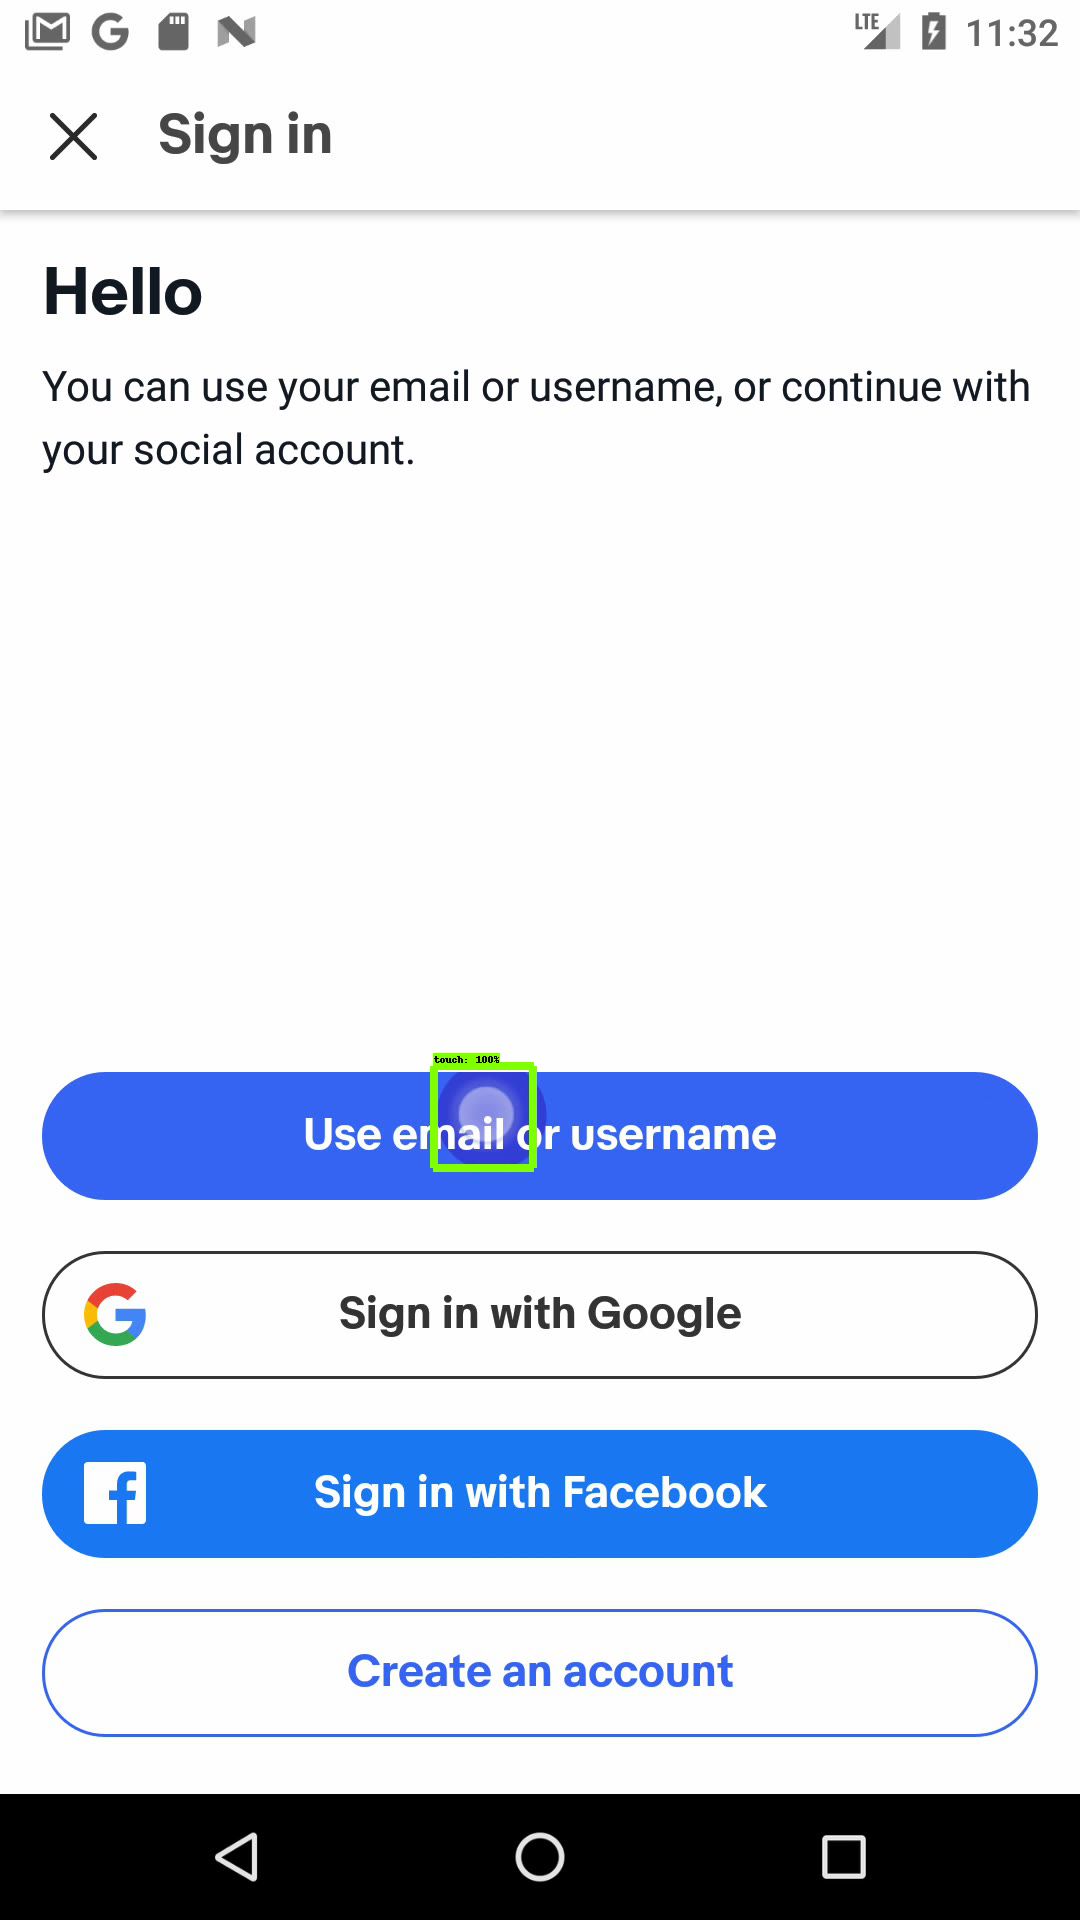 LTE 11:32
Sign in
Hello
You can use your email or username, or continue with
your social account.
touch: 100%
Use email or username
Sign in with Google
Sign in with Facebook
Create an account